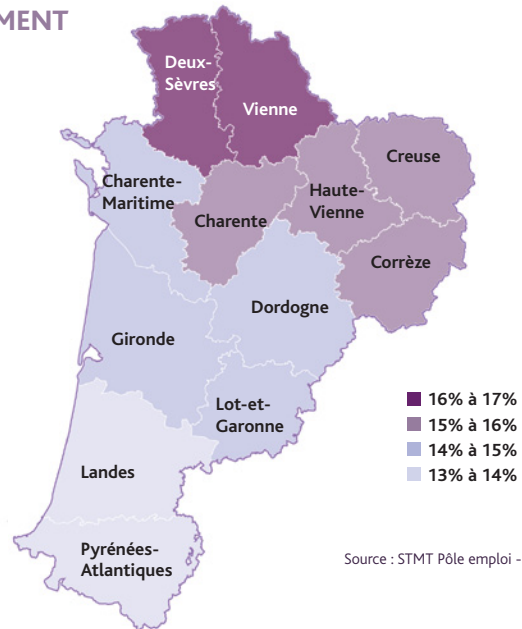 MENT
Deux-
Sèvres
Vienne
Creuse
Charente-
Maritime
Haute-
Vienne
Charente
Corrèze
Dordogne
Gironde
Lot-et-
Garonne
16% à 17%
15% à 16%
14% à 15%
13% à 14%
Landes
Pyrénées-
Atlantiques
Source : STMT Pôle emploi -